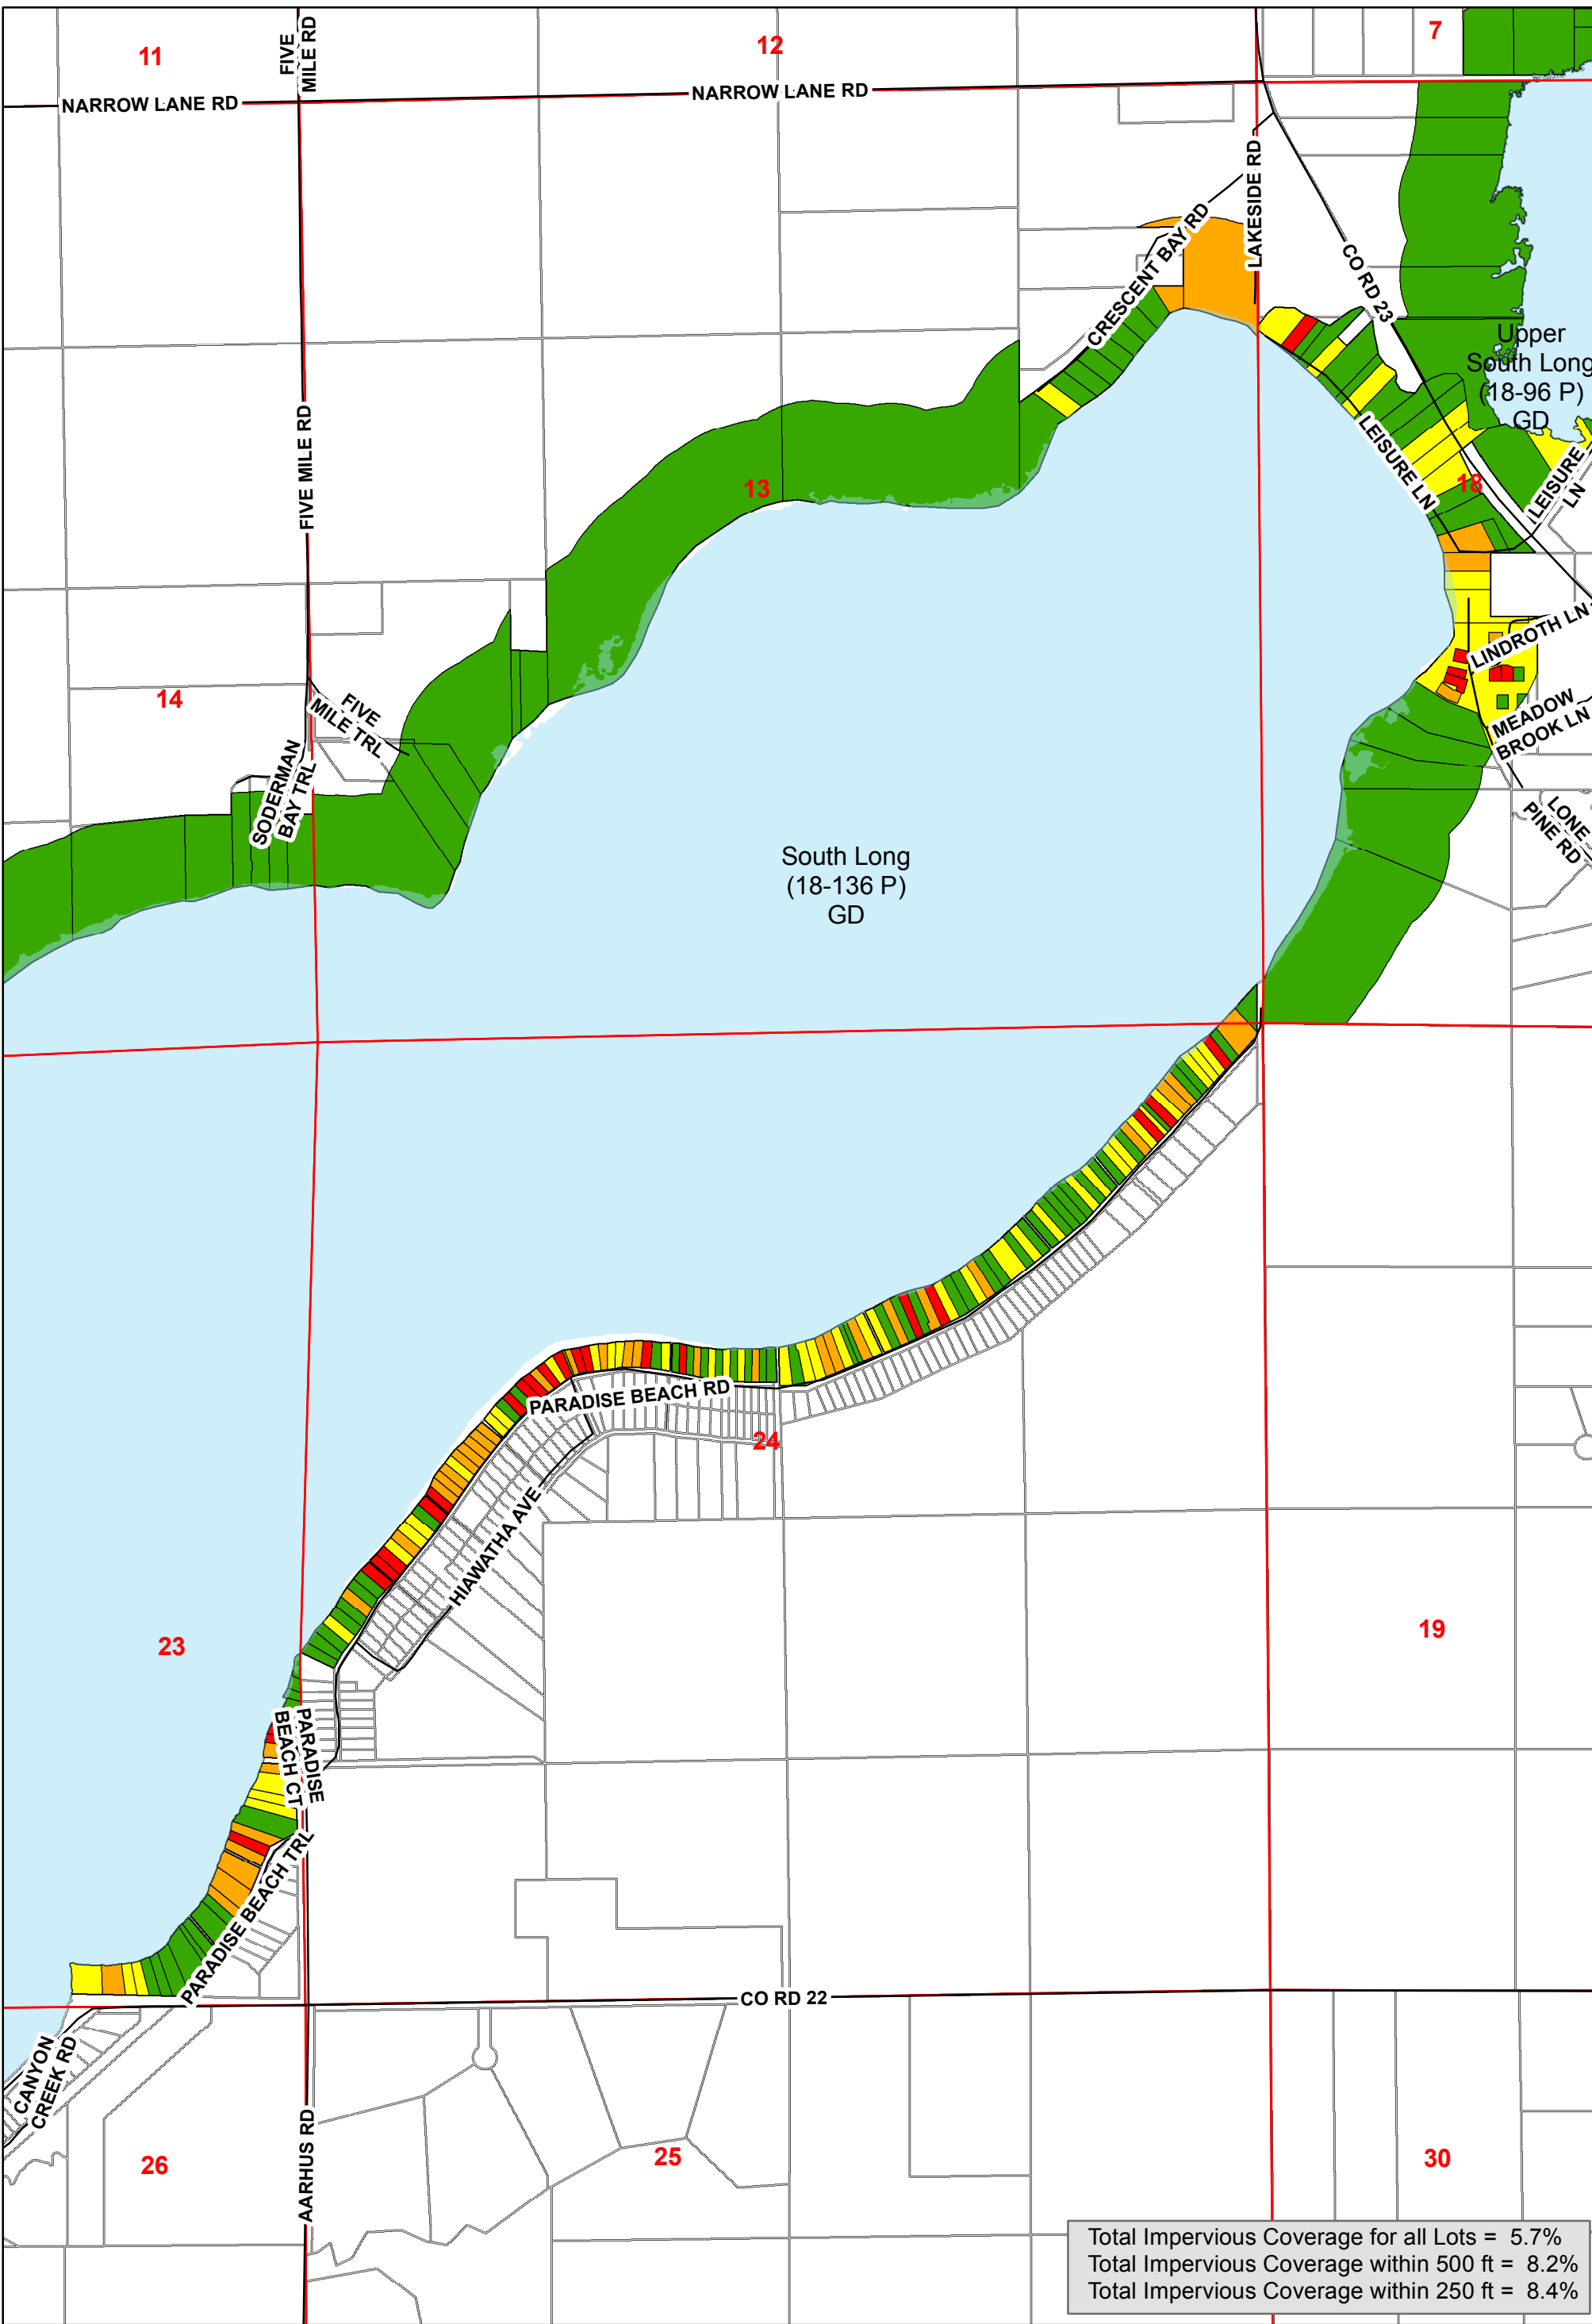 11
FIVE
MILE RD
12
7
NARROW LANE RD
NARROW LANE RD
LAKESIDE RD
CRESCENT BAY RD
CO RD 23
Upper
South Long
(18-96 P)
GD
FIVE MILE RD
LEISURE LN
13
18
LEISURE
LN
LINDROTH LN
14
FIVE
MILE TRL
MEADOW
BROOK LN
SODERMAN
BAY TRL
LONE
PINE RD
South Long
(18-136 P)
GD
PARADISE BEACH RD
24
HIAWATHA AVE
23
19
PARADISE
BEACH CT
PARADISE BEACH TRL
CO RD 22
CANYON
CREEK RD
AARHUS RD
26
25
30
Total Impervious Coverage for all Lots = 5.7%
Total Impervious Coverage within 500 ft = 8.2%
Total Impervious Coverage within 250 ft = 8.4%